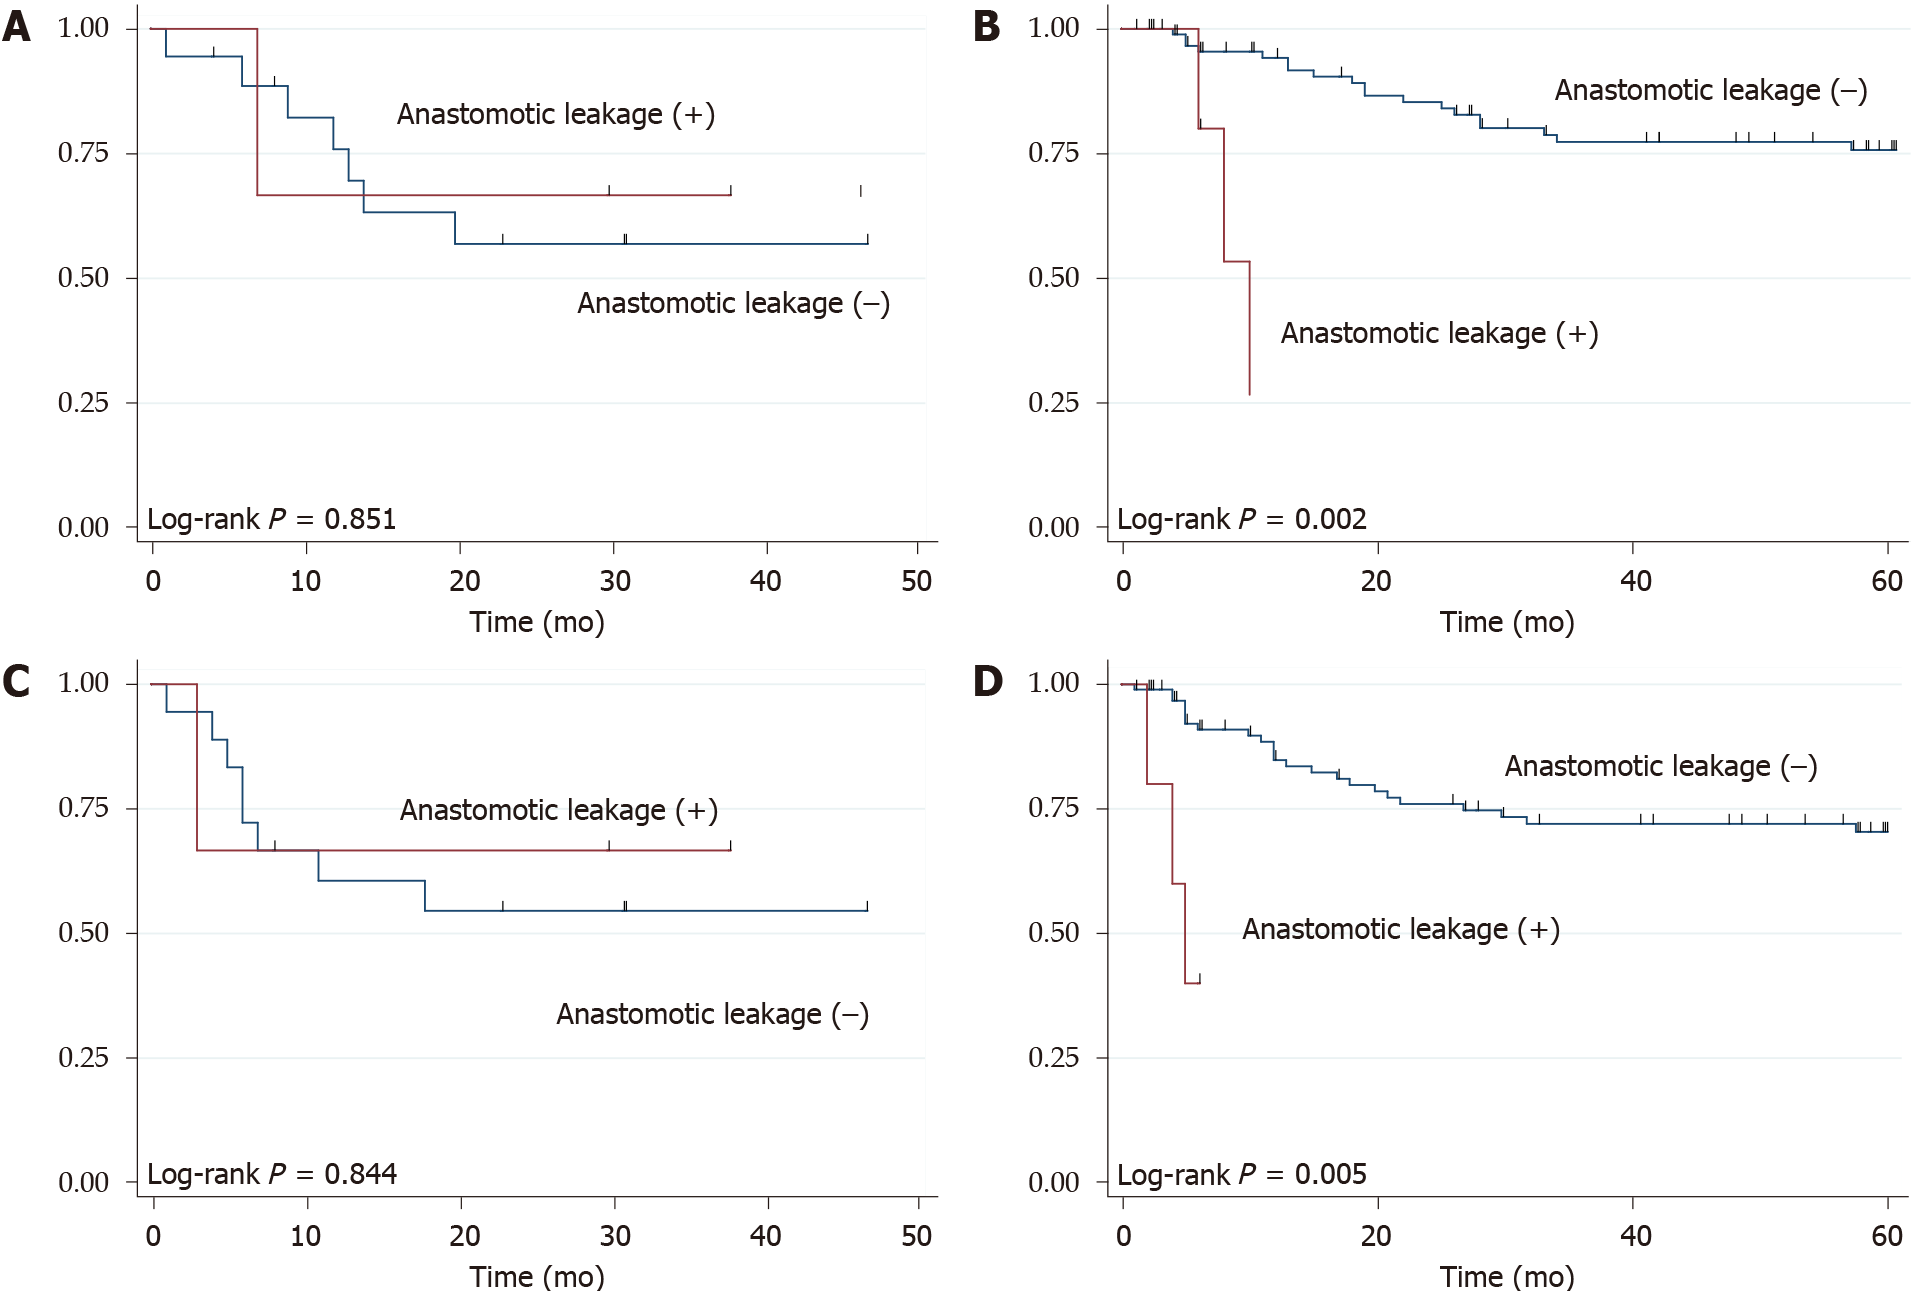 A
1.00
0.75
0.50
0.25
0.00
Anastomotic leakage (+)
Anastomotic leakage (–)
Log-rank P = 0.851
0 10 20 30 40 50
Time (mo)
B
1.00
0.75
0.50
0.25
0.00
Anastomotic leakage (–)
Anastomotic leakage (+)
Log-rank P = 0.002
0 20 40 60
Time (mo)
C
1.00
0.75
0.50
0.25
0.00
Anastomotic leakage (+)
Anastomotic leakage (–)
Log-rank P = 0.844
0 10 20 30 40 50
Time (mo)
D
1.00
0.75
0.50
0.25
0.00
Anastomotic leakage (–)
Anastomotic leakage (+)
Log-rank P = 0.005
0 20 40 60
Time (mo)